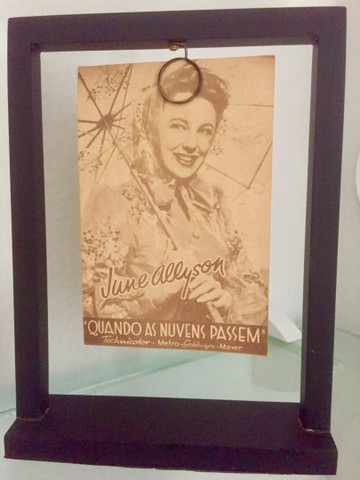 June Allyson
"QUANDO AS NUVENS PASSEM"
Technicolor - Metro-Goldwyn-Mayer